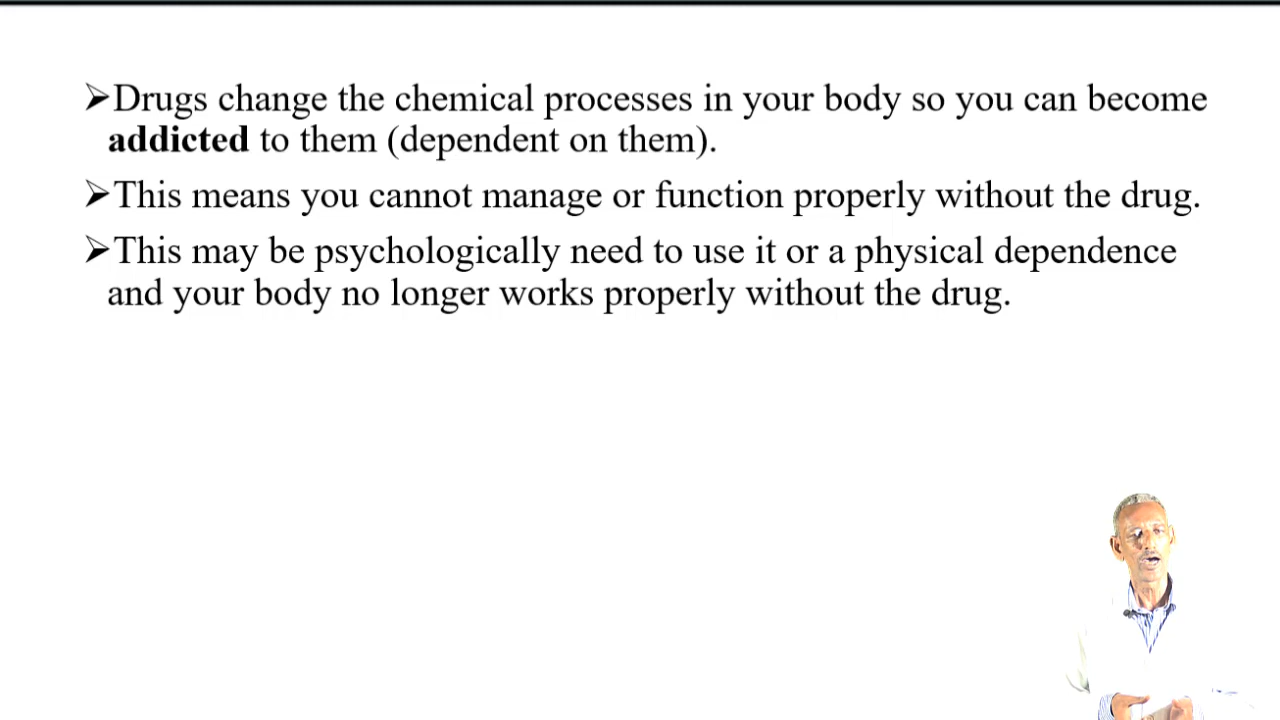 ➢Drugs change the chemical processes in your body so you can become
addicted to them (dependent on them).
➢This means you cannot manage or function properly without the drug.
➢This may be psychologically need to use it or a physical dependence
and your body no longer works properly without the drug.